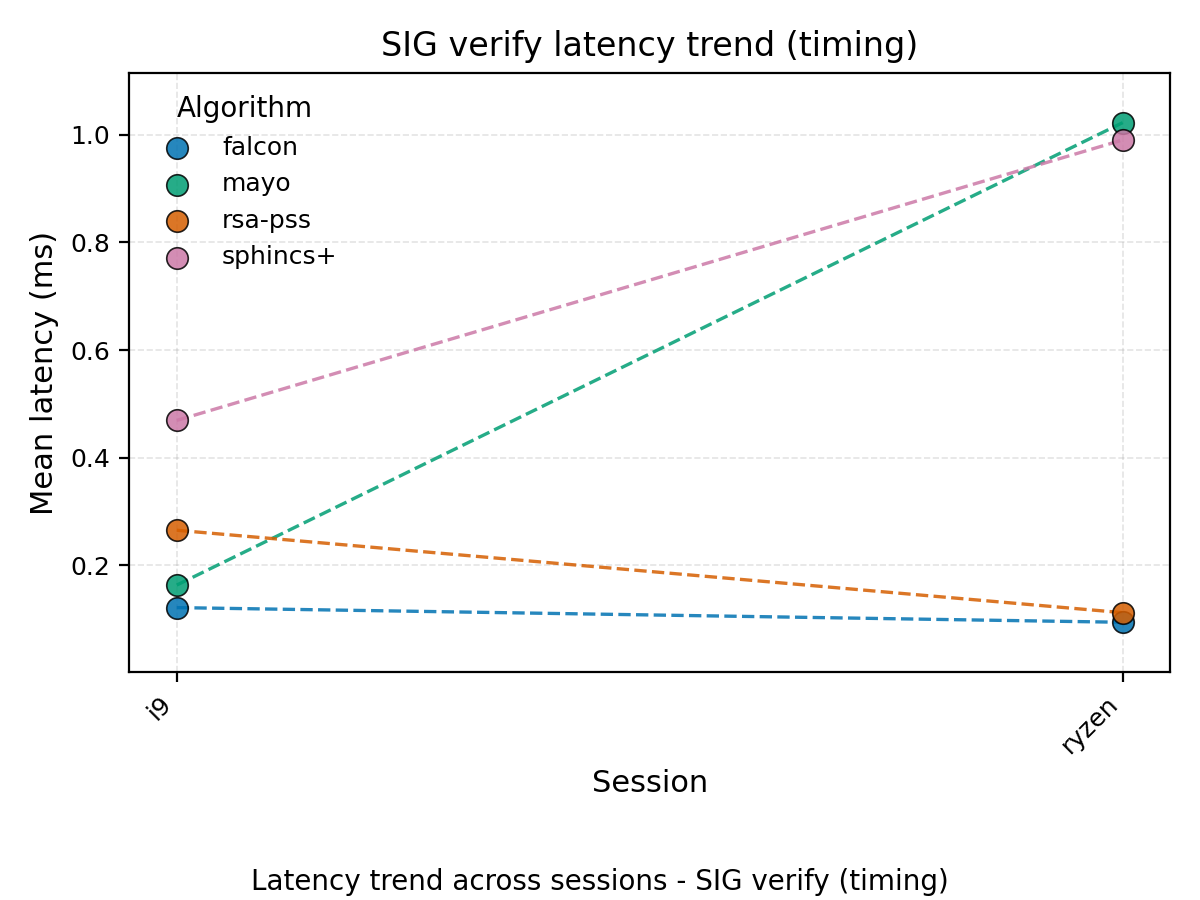 SIG verify latency trend (timing)
Algorithm
falcon
mayo
rsa-pss
sphincs+
Mean latency (ms)
1.0
0.8
0.6
0.4
0.2
i9
ryzen
Session
Latency trend across sessions - SIG verify (timing)